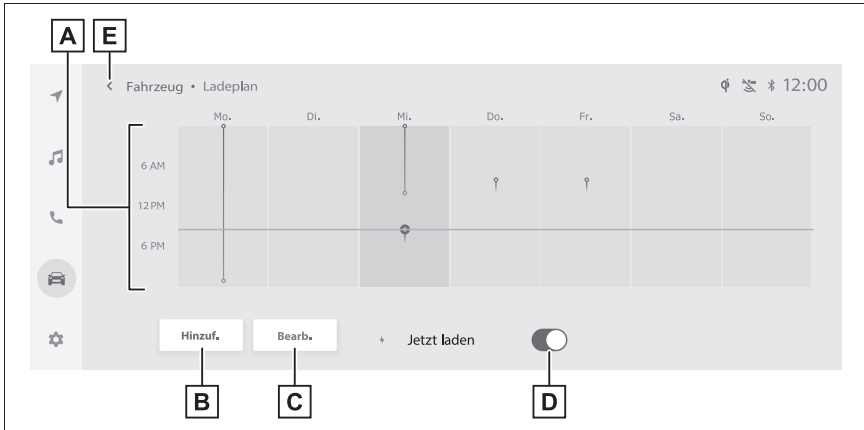 A E
Fahrzeug • Ladeplan
12:00
Mo. Di. Mi. Do. Fr. Sa. So.
6 AM
12 PM
6 PM
Hinzuf. Bearb. Jetzt laden
B C D